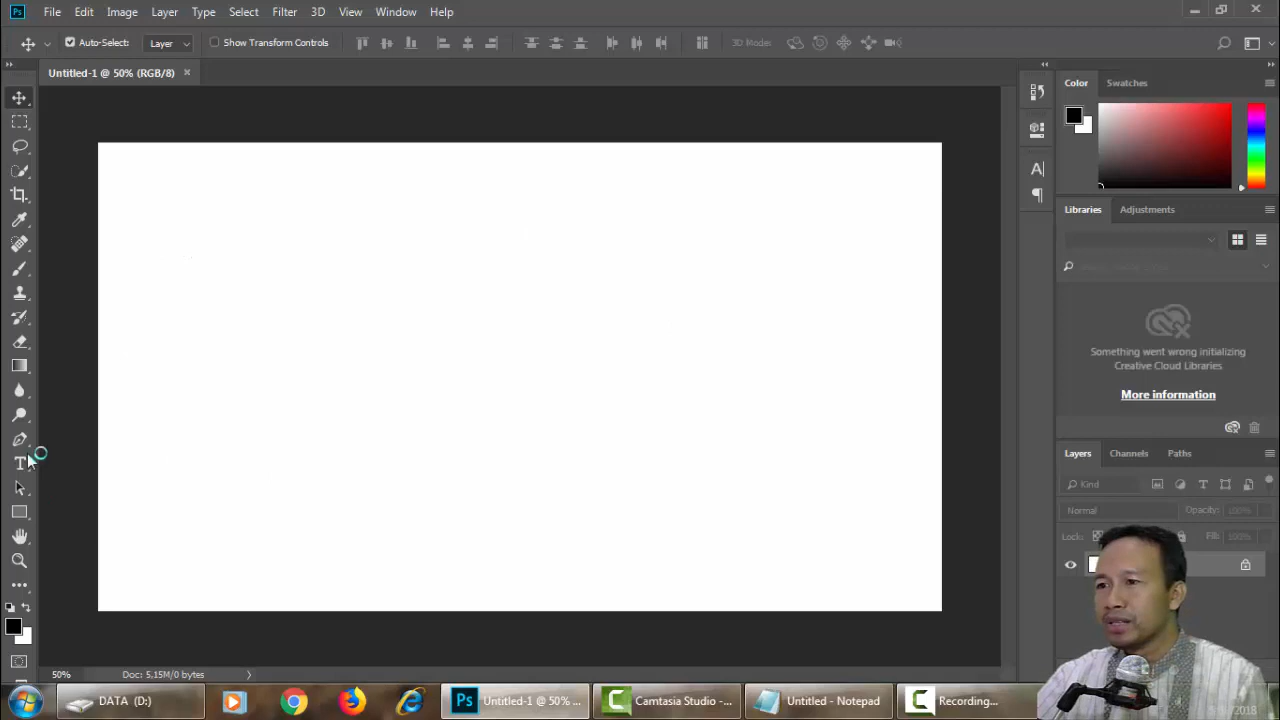 Ps File Edit Image Layer Type Select Filter 3D View Window Help
Auto-Select: Layer Show Transform Controls 3D Mode:
Untitled-1 @ 50% (RGB/8) ×
Color Swatches
Libraries Adjustments
Something went wrong initializing
Creative Cloud Libraries
More information
Layers Channels Paths
Kind
Normal Opacity: 100%
Lock: Fill: 100%
50% Doc: 5,15M/0 bytes
DATA (D:) Ps Untitled-1 @ 50% ... Camtasia Studio -... Untitled - Notepad Recording...